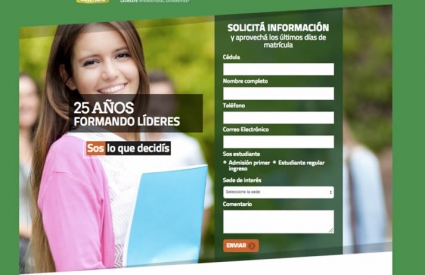 SOLICITÁ INFORMACIÓN
y aprovechá los últimos días de
matrícula
Cédula
Nombre completo
Teléfono
Correo Electrónico
Sos estudiante
Admisión primer ingreso
Estudiante regular
Sede de interés
Seleccione la sede
Comentario
ENVIAR
25 AÑOS
FORMANDO LÍDERES
Sos lo que decidís